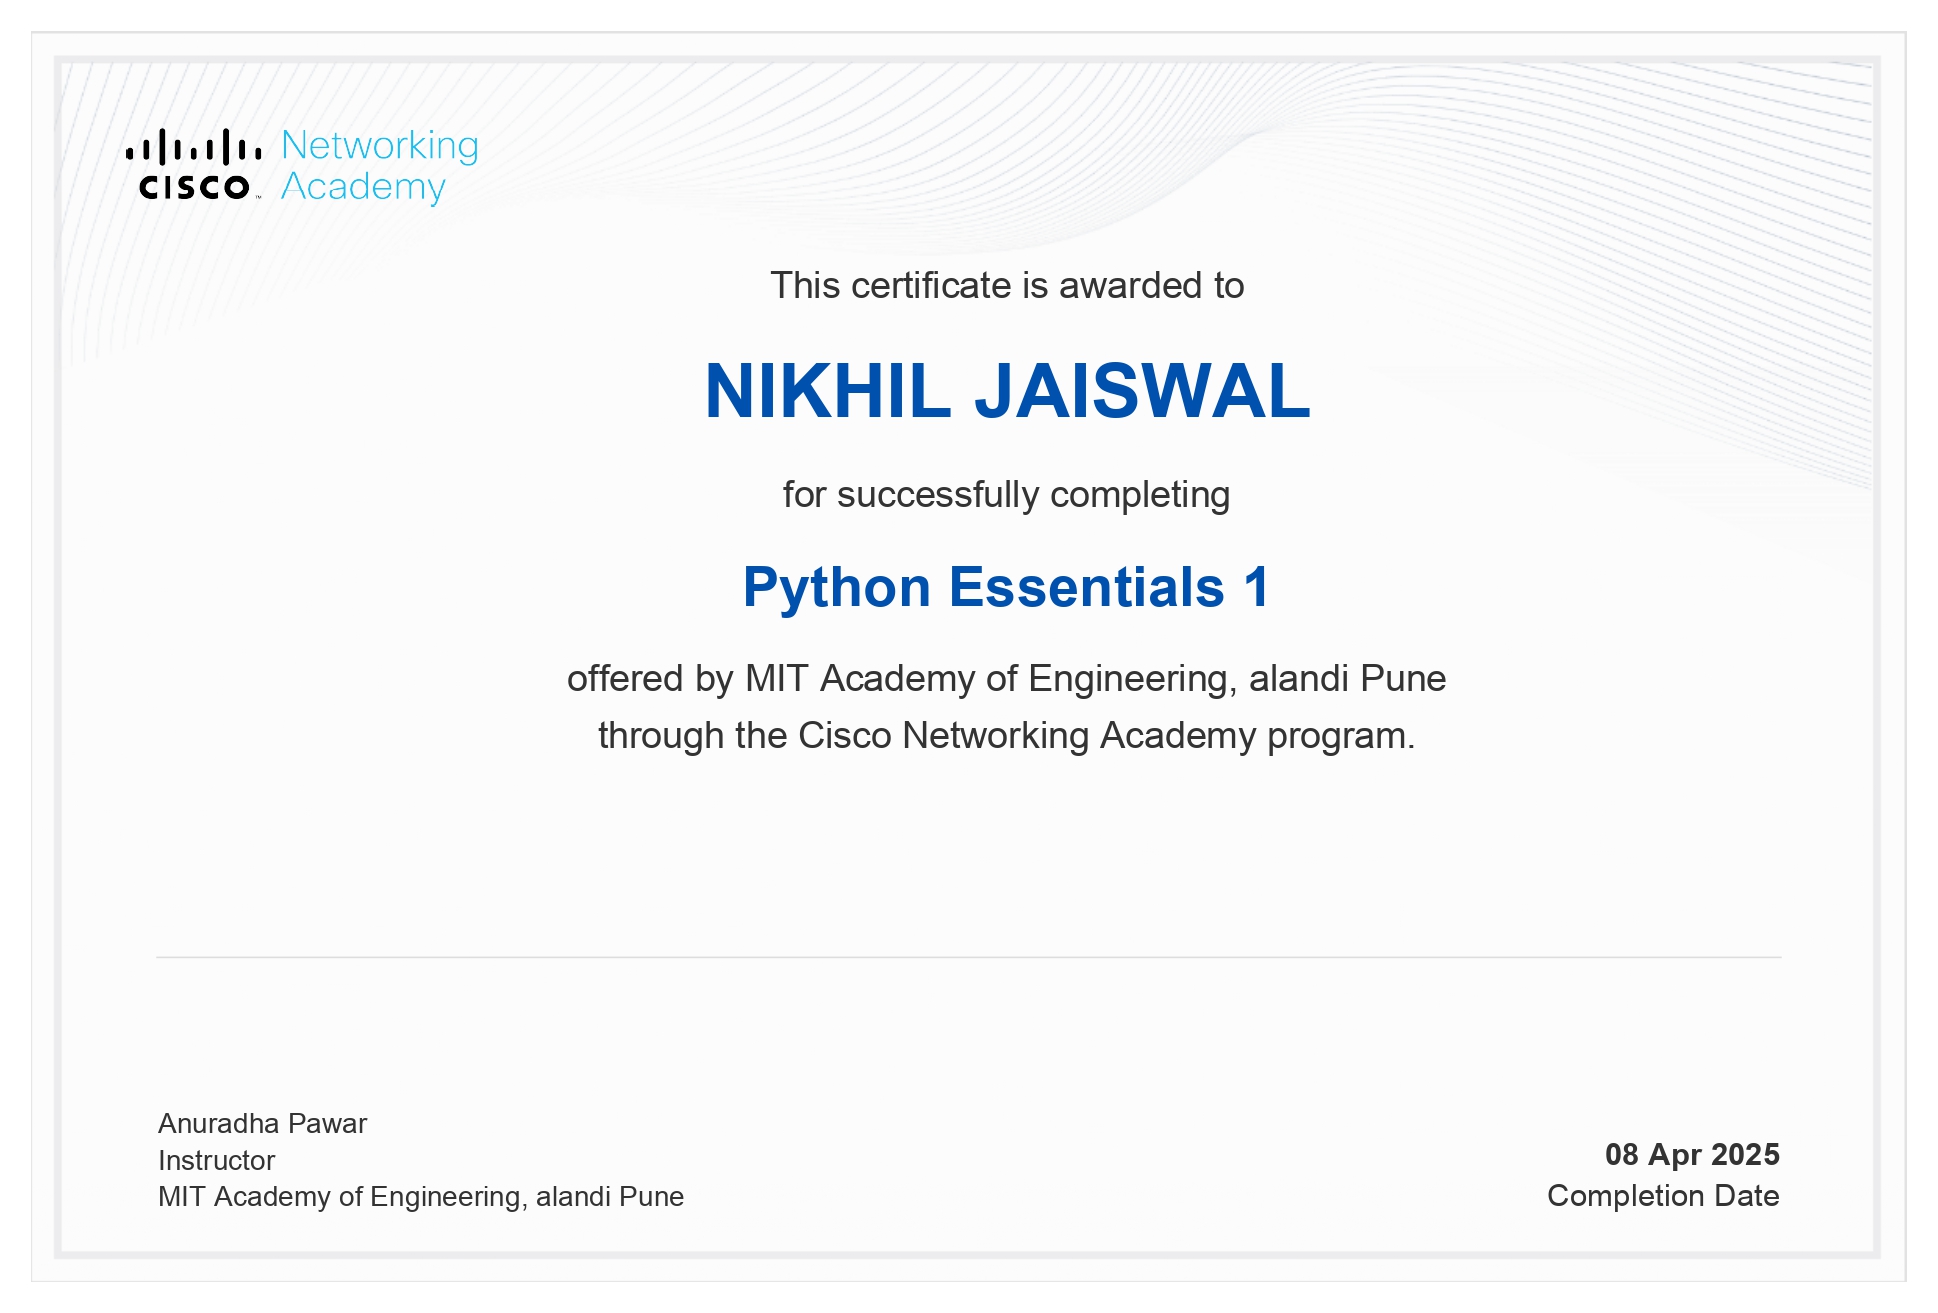 Networking
Academy
CISCO™
This certificate is awarded to
NIKHIL JAISWAL
for successfully completing
Python Essentials 1
offered by MIT Academy of Engineering, alandi Pune
through the Cisco Networking Academy program.
Anuradha Pawar
Instructor
MIT Academy of Engineering, alandi Pune
08 Apr 2025
Completion Date